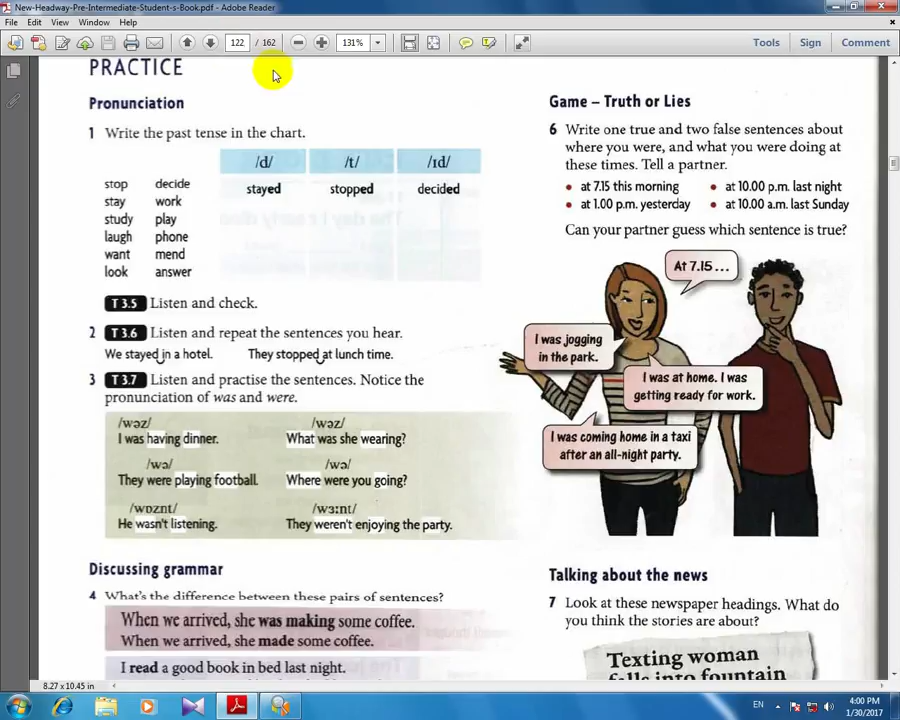 New-Headway-Pre-Intermediate-Student-s-Book.pdf - Adobe Reader
File Edit View Window Help
122 / 162 131% Tools Sign Comment
PRACTICE
Pronunciation
1 Write the past tense in the chart.
/d/ /t/ /ɪd/
stayed stopped decided
stop decide
stay work
study play
laugh phone
want mend
look answer
T 3.5 Listen and check.
2 T 3.6 Listen and repeat the sentences you hear.
We stayed in a hotel. They stopped at lunch time.
3 T 3.7 Listen and practise the sentences. Notice the
pronunciation of was and were.
/wəz/ /wəz/
I was having dinner. What was she wearing?
/wə/ /wə/
They were playing football. Where were you going?
/wɒznt/ /wɜːnt/
He wasn't listening. They weren't enjoying the party.
Discussing grammar
4 What's the difference between these pairs of sentences?
When we arrived, she was making some coffee.
When we arrived, she made some coffee.
I read a good book in bed last night.
Game – Truth or Lies
6 Write one true and two false sentences about
where you were, and what you were doing at
these times. Tell a partner.
• at 7.15 this morning • at 10.00 p.m. last night
• at 1.00 p.m. yesterday • at 10.00 a.m. last Sunday
Can your partner guess which sentence is true?
At 7.15 ...
I was jogging
in the park.
I was at home. I was
getting ready for work.
I was coming home in a taxi
after an all-night party.
Talking about the news
7 Look at these newspaper headings. What do
you think the stories are about?
Texting woman
falls into fountain
8.27 x 10.45 in
EN 4:00 PM
1/30/2017